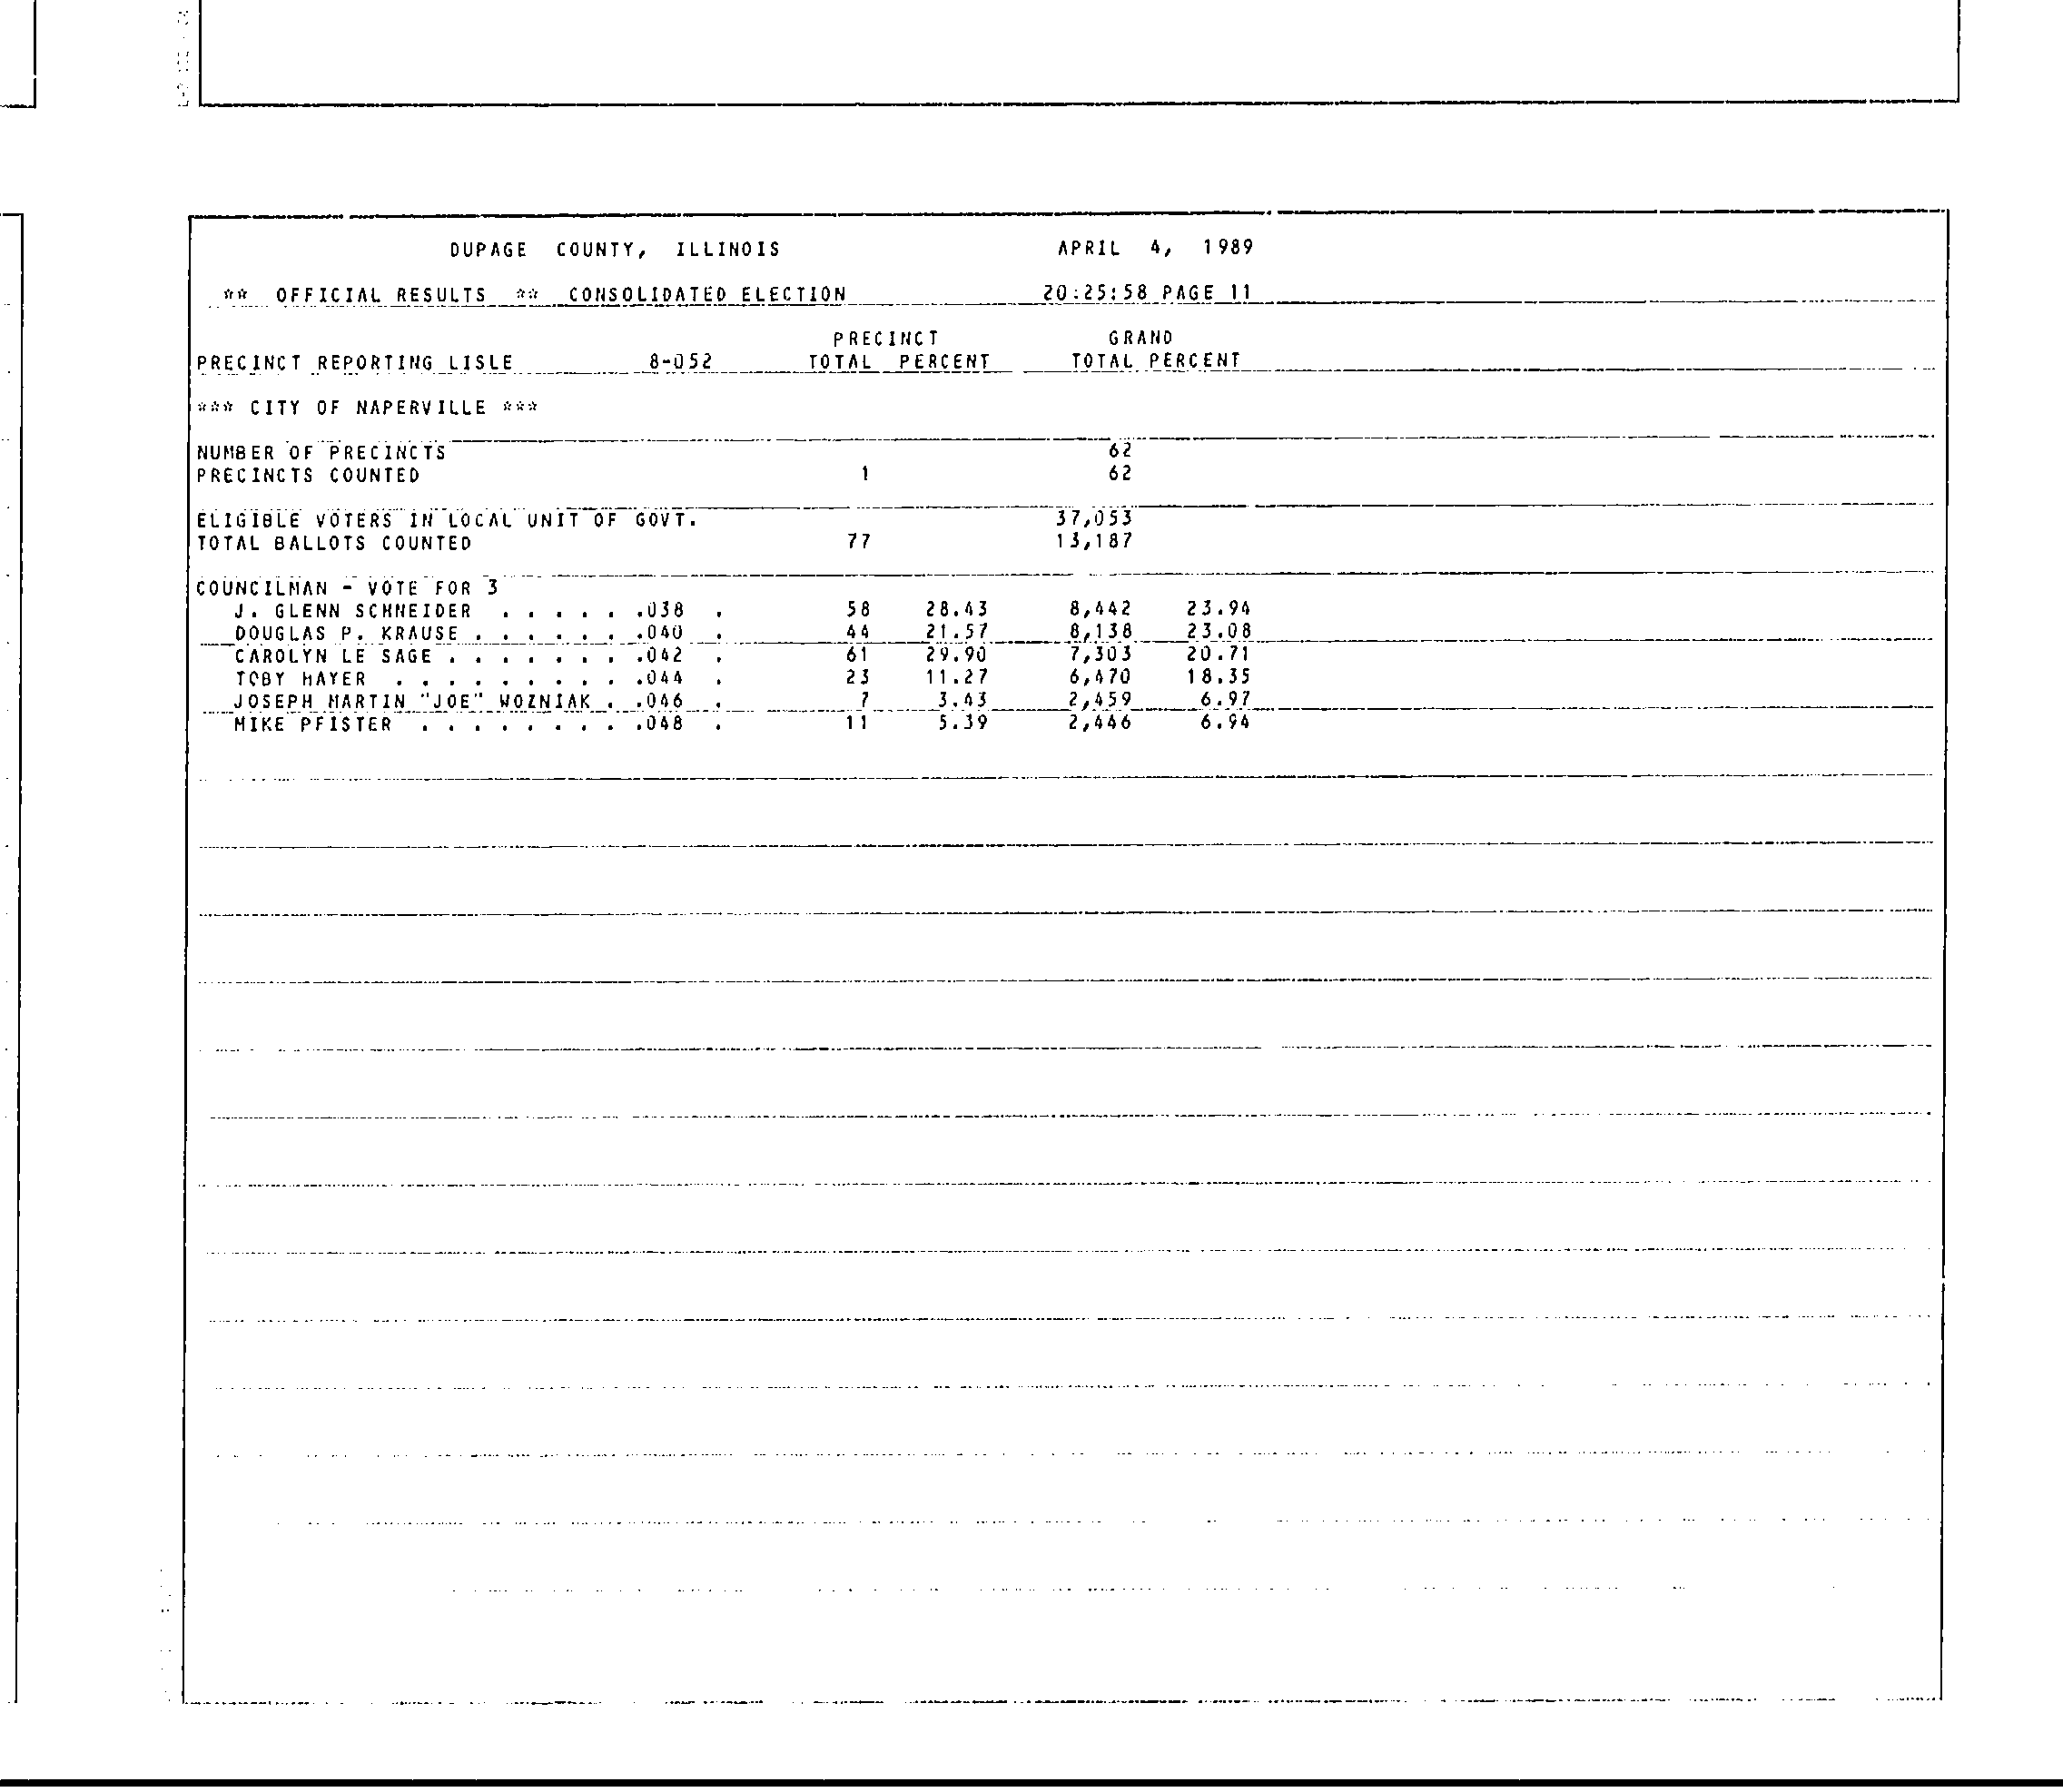 DUPAGE COUNTY, ILLINOIS APRIL 4, 1989
** OFFICIAL RESULTS ** CONSOLIDATED ELECTION 20:25:58 PAGE 11
PRECINCT GRAND
PRECINCT REPORTING LISLE 8-052 TOTAL PERCENT TOTAL PERCENT
*** CITY OF NAPERVILLE ***
NUMBER OF PRECINCTS 62
PRECINCTS COUNTED 1 62
ELIGIBLE VOTERS IN LOCAL UNIT OF GOVT. 37,053
TOTAL BALLOTS COUNTED 77 13,187
COUNCILMAN - VOTE FOR 3
J. GLENN SCHNEIDER . . . . . .038 . 58 28.43 8,442 23.94
DOUGLAS P. KRAUSE . . . . . . .040 . 44 21.57 8,138 23.08
CAROLYN LE SAGE . . . . . . . .042 . 61 29.90 7,303 20.71
TOBY HAYER . . . . . . . . . .044 . 23 11.27 6,470 18.35
JOSEPH MARTIN "JOE" WOZNIAK . .046 . 7 3.43 2,459 6.97
MIKE PFISTER . . . . . . . . .048 . 11 5.39 2,446 6.94